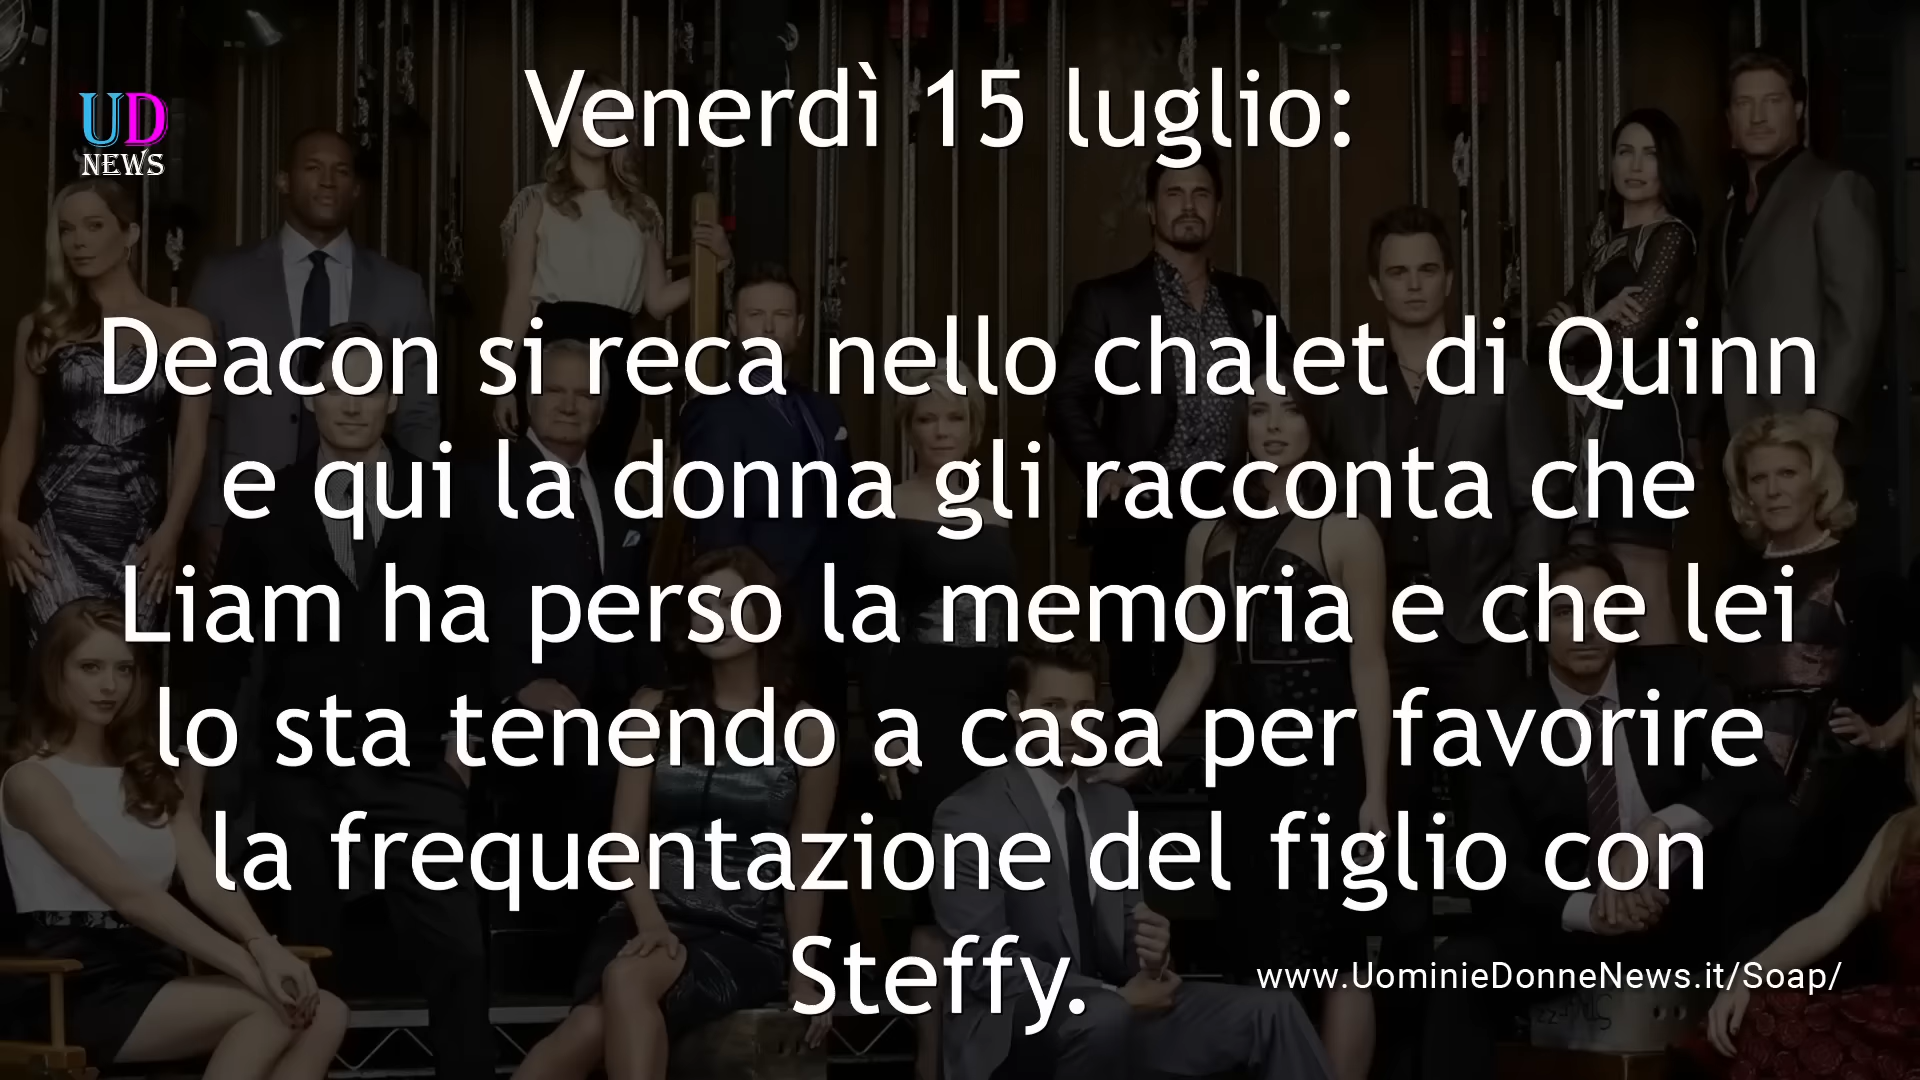 UD
NEWS
Venerdì 15 luglio:
Deacon si reca nello chalet di Quinn
e qui la donna gli racconta che
Liam ha perso la memoria e che lei
lo sta tenendo a casa per favorire
la frequentazione del figlio con
Steffy.
www.UominieDonneNews.it/Soap/